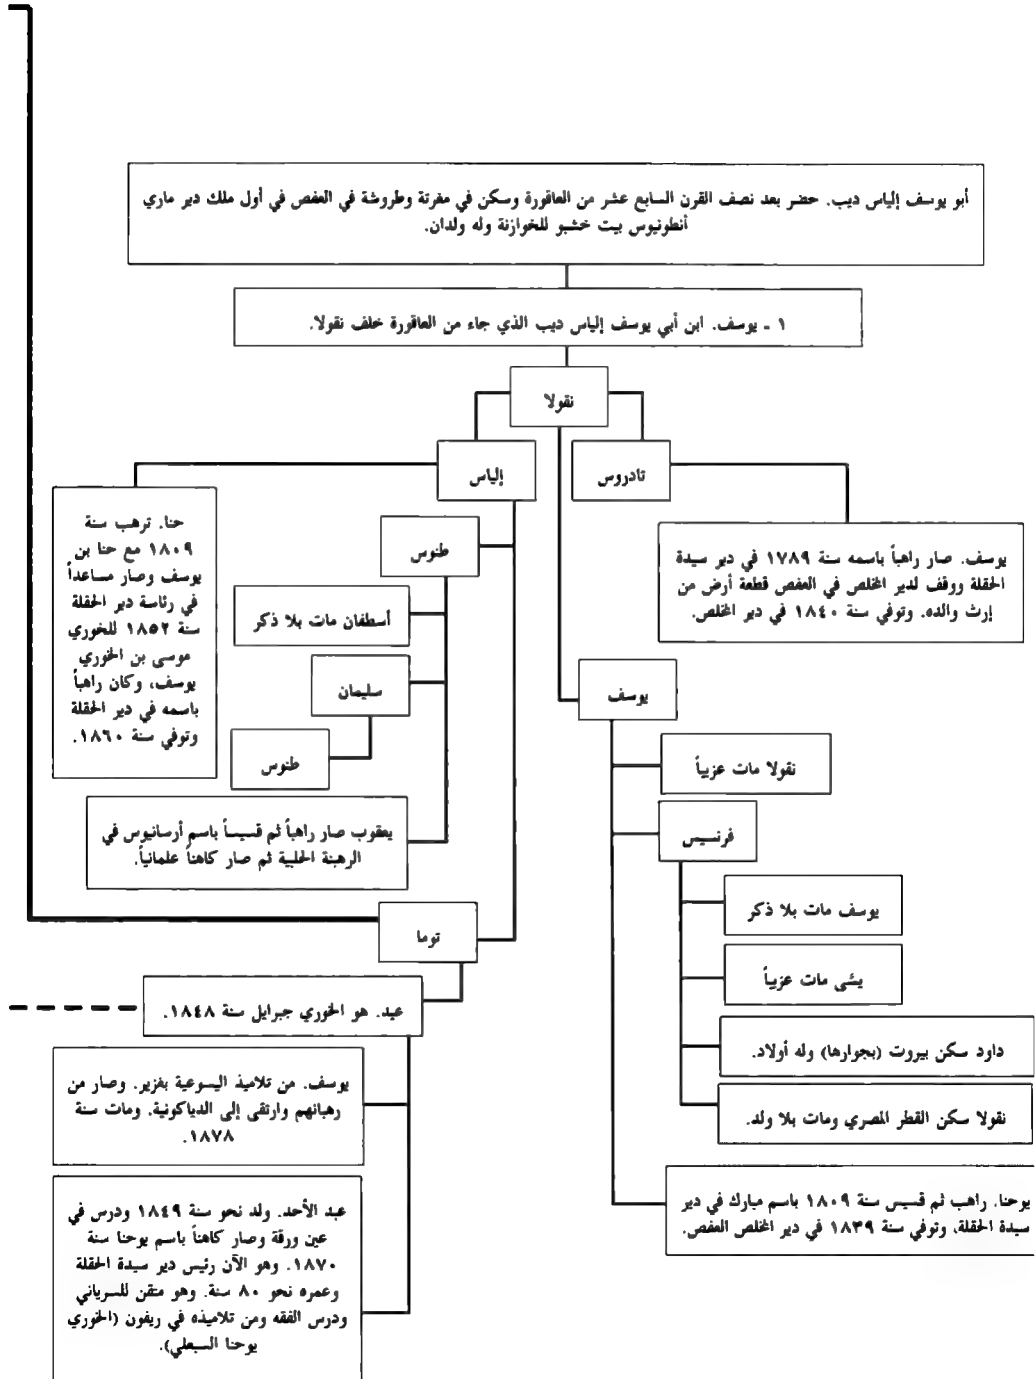 أبو يوسف إلياس ديب. حضر بعد نصف القرن السابع عشر من العاقورة وسكن في مغرتة وطروشة في العفص في أول ملك دير ماري
أنطونيوس بيت خشبو للخوازنة وله ولدان.
١ ـ يوسف. ابن أبي يوسف إلياس ديب الذي جاء من العاقورة خلف نقولا.
نقولا
تادروس
إلياس
يوسف. صار راهباً باسمه سنة ١٧٨٩ في دير سيدة
الحقلة ووقف لدير المخلص في العفص قطعة أرض من
إرث والده. وتوفي سنة ١٨٤٠ في دير المخلص.
يوسف
نقولا مات عزيباً
فرنسيس
يوسف مات بلا ذكر
يشى مات عزيباً
داود سكن بيروت (بجوارها) وله أولاد.
نقولا سكن القطر المصري ومات بلا ولد.
يوحنا. راهب ثم قسيس سنة ١٨٠٩ باسم مبارك في دير
سيدة الحقلة، وتوفي سنة ١٨٣٩ في دير المخلص العفص.
حنا. ترهب سنة
١٨٠٩ مع حنا بن
يوسف وصار مساعداً
في رئاسة دير الحقلة
سنة ١٨٥٢ للخوري
موسى بن الخوري
يوسف، وكان راهباً
باسمه في دير الحقلة
وتوفي سنة ١٨٦٠.
طنوس
أسطفان مات بلا ذكر
سليمان
طنوس
يعقوب صار راهباً ثم قسيساً باسم أرسانيوس في
الرهبنة الحلبية ثم صار كاهناً علمانياً.
توما
عبد. هو الخوري جبرايل سنة ١٨٤٨.
يوسف. من تلاميذ اليسوعية بغزير. وصار من
رهبانهم وارتقى إلى الدياكونية. ومات سنة
١٨٧٨.
عبد الأحد. ولد نحو سنة ١٨٤٩ ودرس في
عين ورقة وصار كاهناً باسم يوحنا سنة
١٨٧٠. وهو الآن رئيس دير سيدة الحقلة
وعمره نحو ٨٠ سنة. وهو متقن للسرياني
ودرس الفقه ومن تلاميذه في ريفون (الخوري
يوحنا السبعلي).